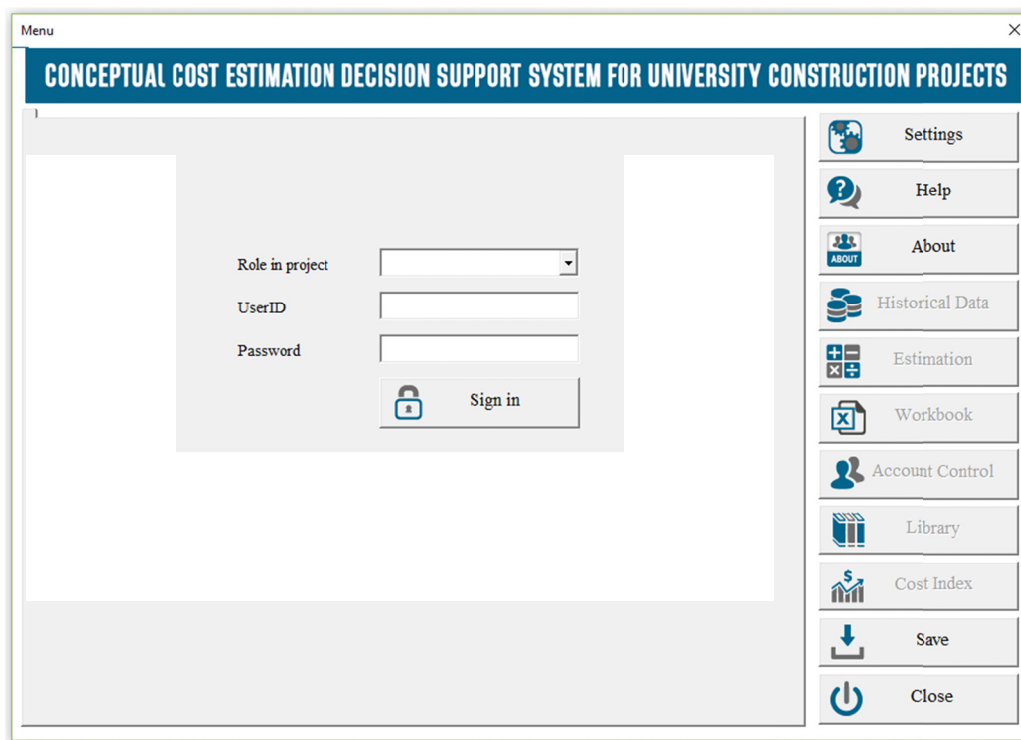 Menu
CONCEPTUAL COST ESTIMATION DECISION SUPPORT SYSTEM FOR UNIVERSITY CONSTRUCTION PROJECTS
Role in project
UserID
Password
Sign in
Settings
Help
ABOUT About
Historical Data
Estimation
Workbook
Account Control
Library
Cost Index
Save
Close